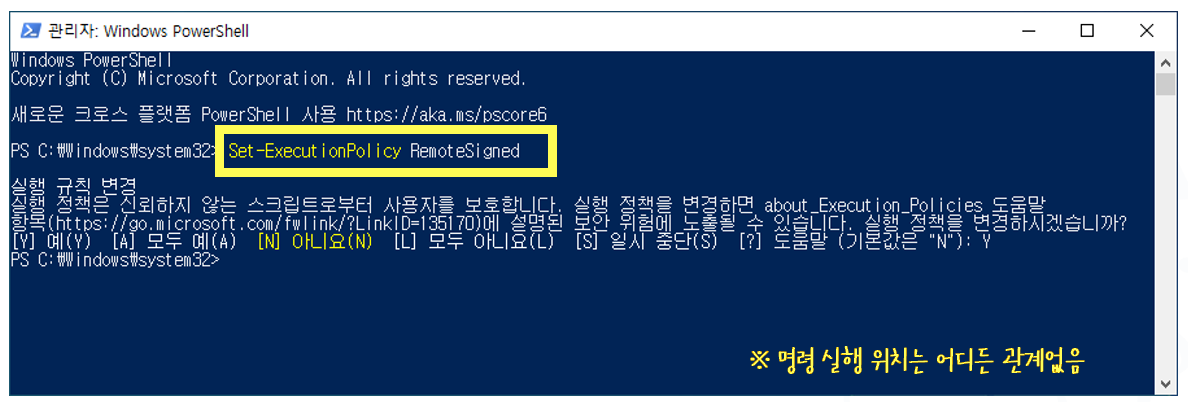 관리자: Windows PowerShell
Windows PowerShell
Copyright (C) Microsoft Corporation. All rights reserved.
새로운 크로스 플랫폼 PowerShell 사용 https://aka.ms/pscore6
PS C:₩Windows₩system32> Set-ExecutionPolicy RemoteSigned
실행 규칙 변경
실행 정책은 신뢰하지 않는 스크립트로부터 사용자를 보호합니다. 실행 정책을 변경하면 about_Execution_Policies 도움말
항목(https://go.microsoft.com/fwlink/?LinkID=135170)에 설명된 보안 위험에 노출될 수 있습니다. 실행 정책을 변경하시겠습니까?
[Y] 예(Y)  [A] 모두 예(A)  [N] 아니요(N)  [L] 모두 아니요(L)  [S] 일시 중단(S)  [?] 도움말 (기본값은 "N"): Y
PS C:₩Windows₩system32>
※ 명령 실행 위치는 어디든 관계없음